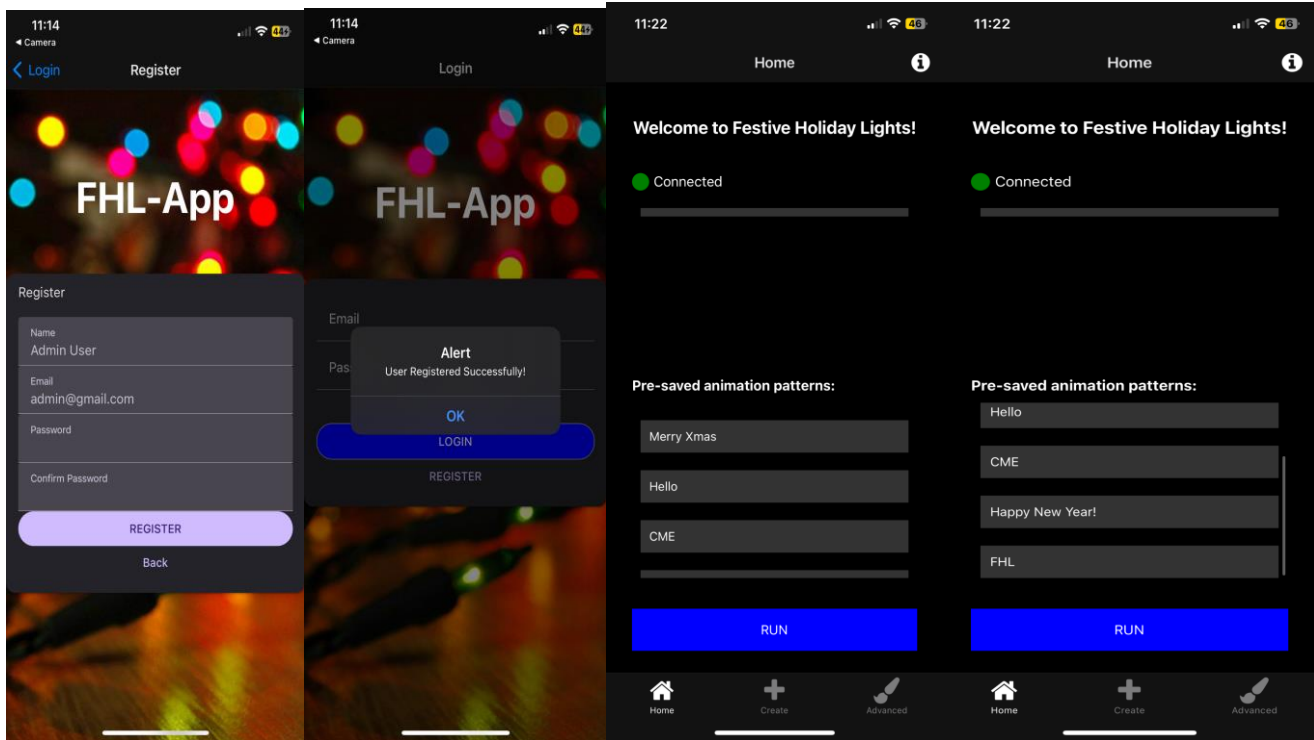 11:14
44
Camera
Login
Register
FHL-App
Register
Name
Admin User
Email
admin@gmail.com
Password
Confirm Password
REGISTER
Back
11:14
44
Camera
Login
FHL-App
Email
Pas
Alert
User Registered Successfully!
OK
LOGIN
REGISTER
11:22
46
Home
Welcome to Festive Holiday Lights!
Connected
Pre-saved animation patterns:
Merry Xmas
Hello
CME
RUN
Home
Create
Advanced
11:22
46
Home
Welcome to Festive Holiday Lights!
Connected
Pre-saved animation patterns:
Hello
CME
Happy New Year!
FHL
RUN
Home
Create
Advanced